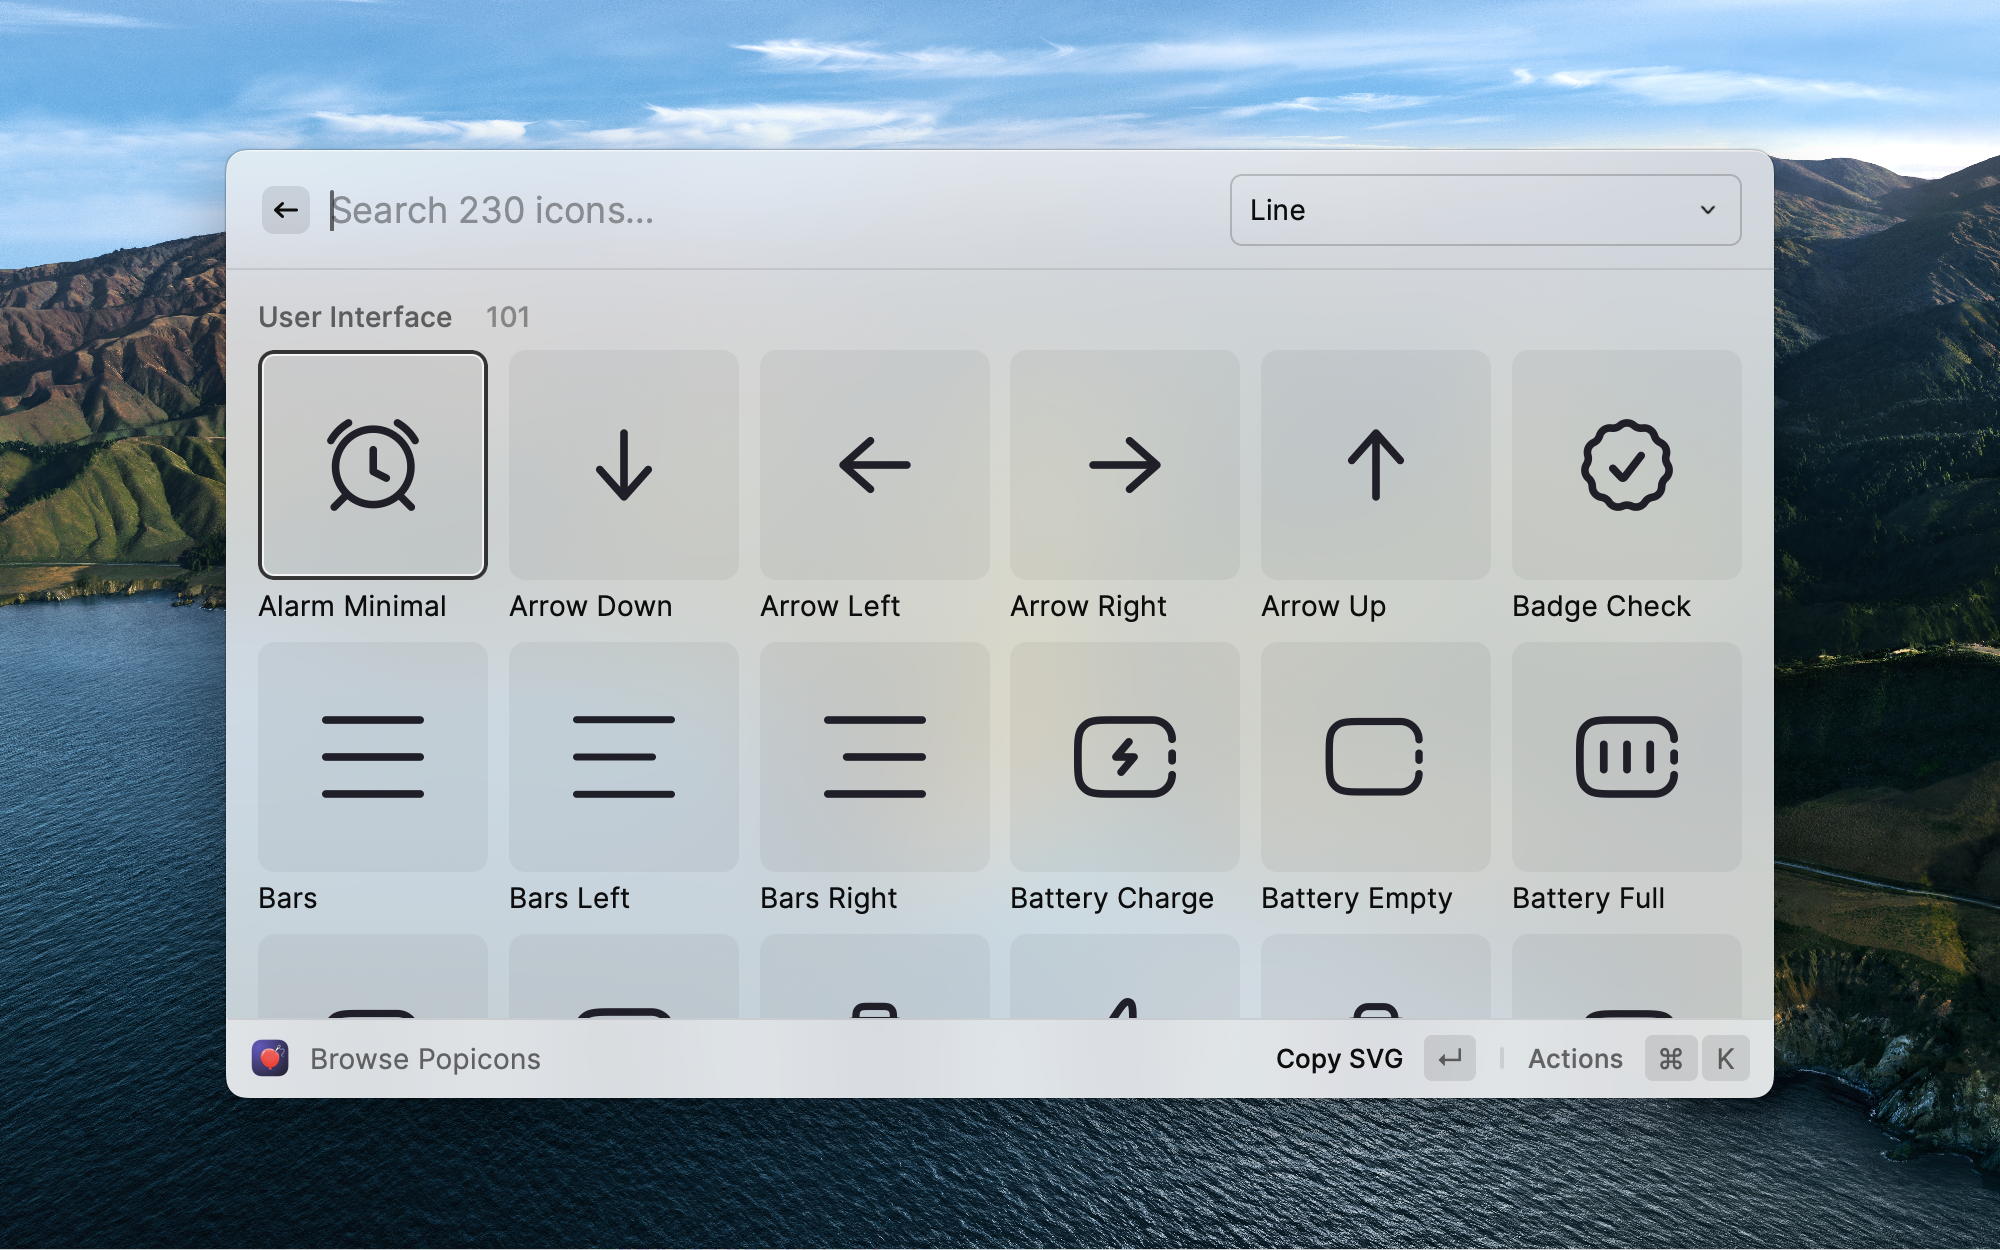 Search 230 icons...
Line
User Interface 101
Alarm Minimal
Arrow Down
Arrow Left
Arrow Right
Arrow Up
Badge Check
Bars
Bars Left
Bars Right
Battery Charge
Battery Empty
Battery Full
Browse Popicons
Copy SVG
Actions
⌘ K